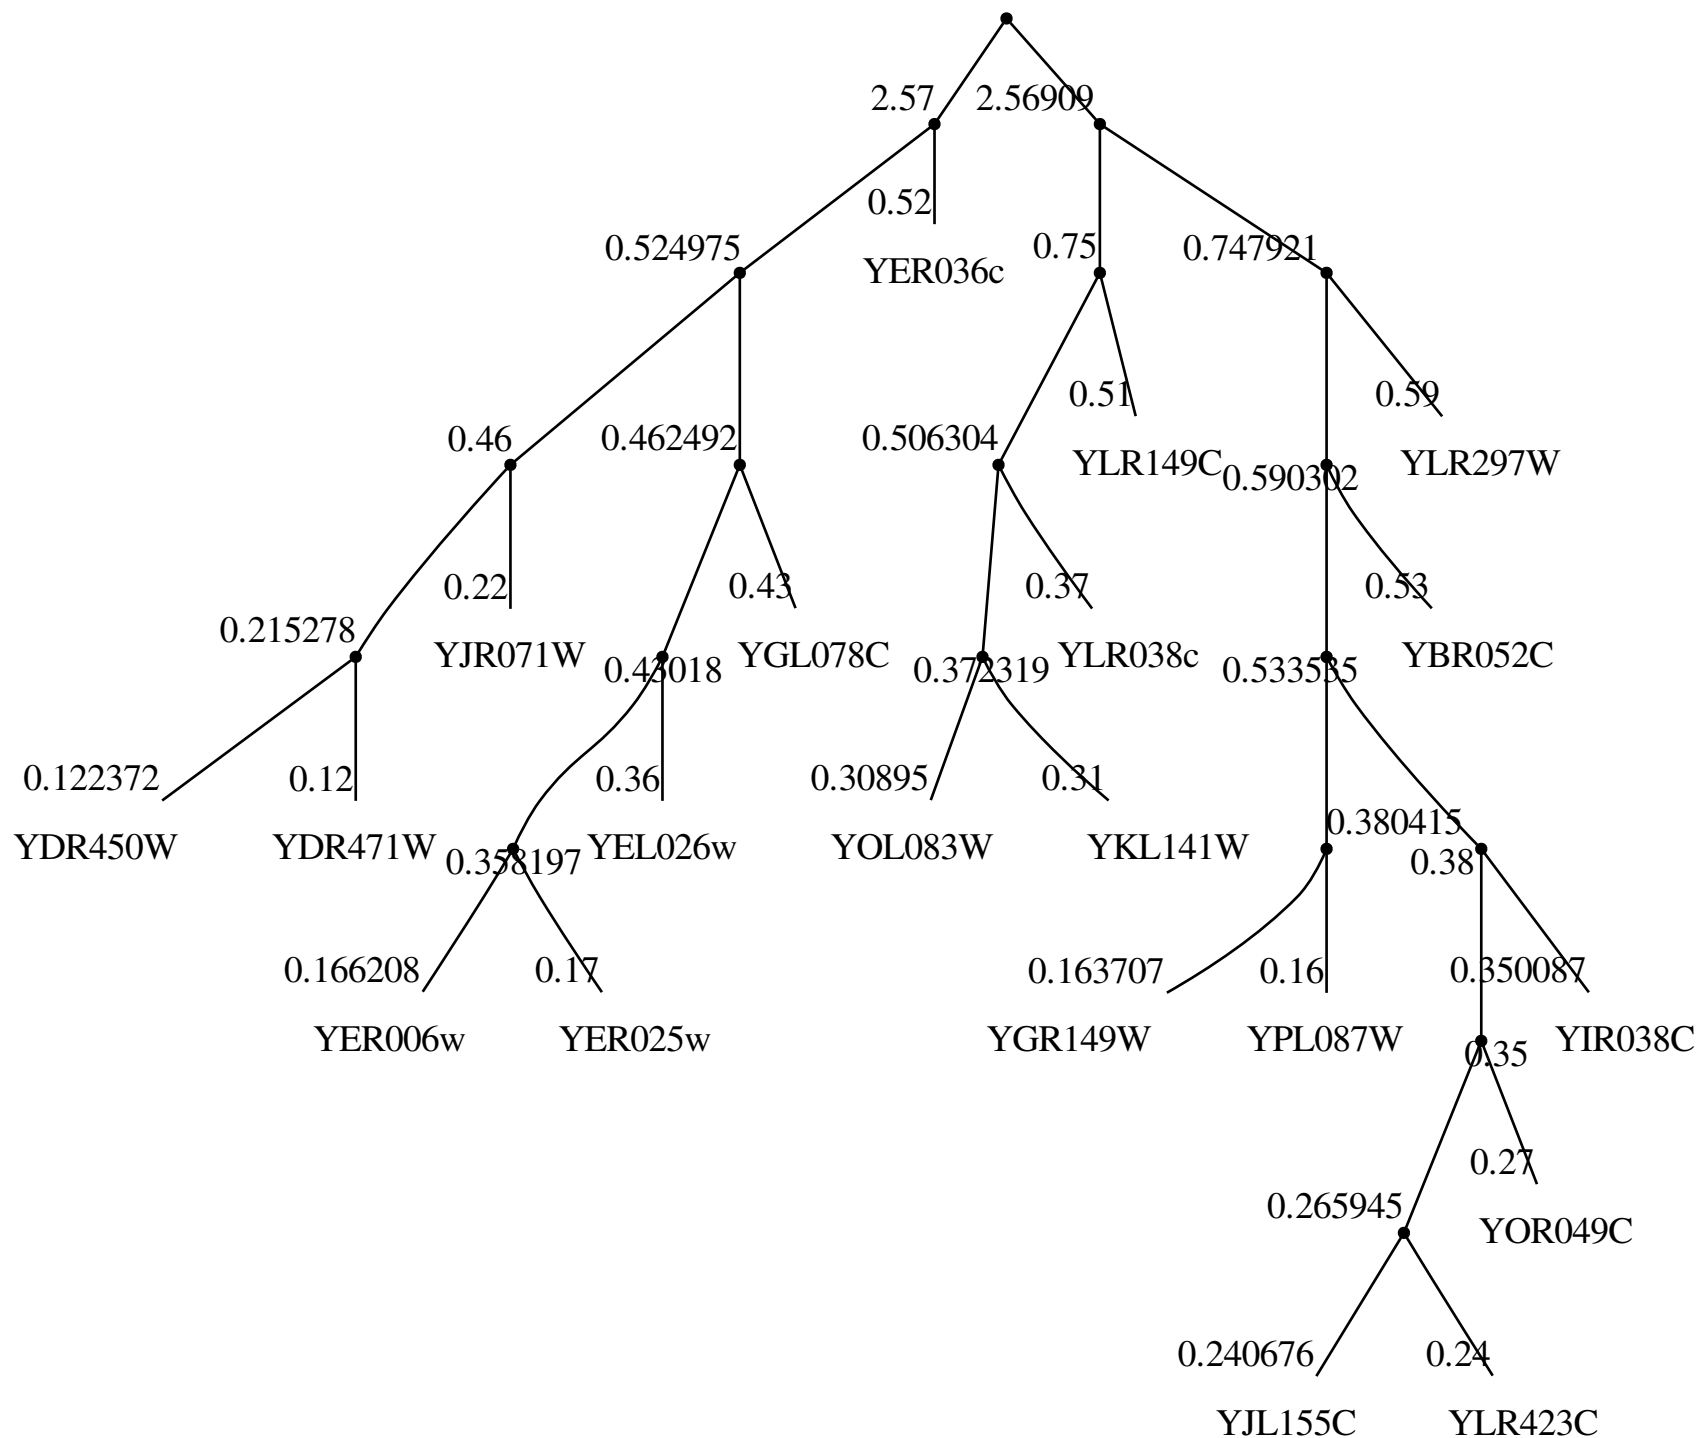 2.57 2.56909
0.52
0.524975 0.75 0.747921
YER036c
0.51 0.59
0.46 0.462492 0.506304
YLR149C 0.590302 YLR297W
0.22 0.43 0.37 0.53
0.215278
YJR071W YGL078C YLR038c YBR052C
0.43018 0.372319 0.533535
0.122372 0.12 0.36 0.30895 0.31
0.380415
YDR450W YDR471W YEL026w YOL083W YKL141W
0.358197 0.38
0.166208 0.17 0.163707 0.16 0.350087
YER006w YER025w YGR149W YPL087W YIR038C
0.35
0.27
0.265945
YOR049C
0.240676 0.24
YJL155C YLR423C